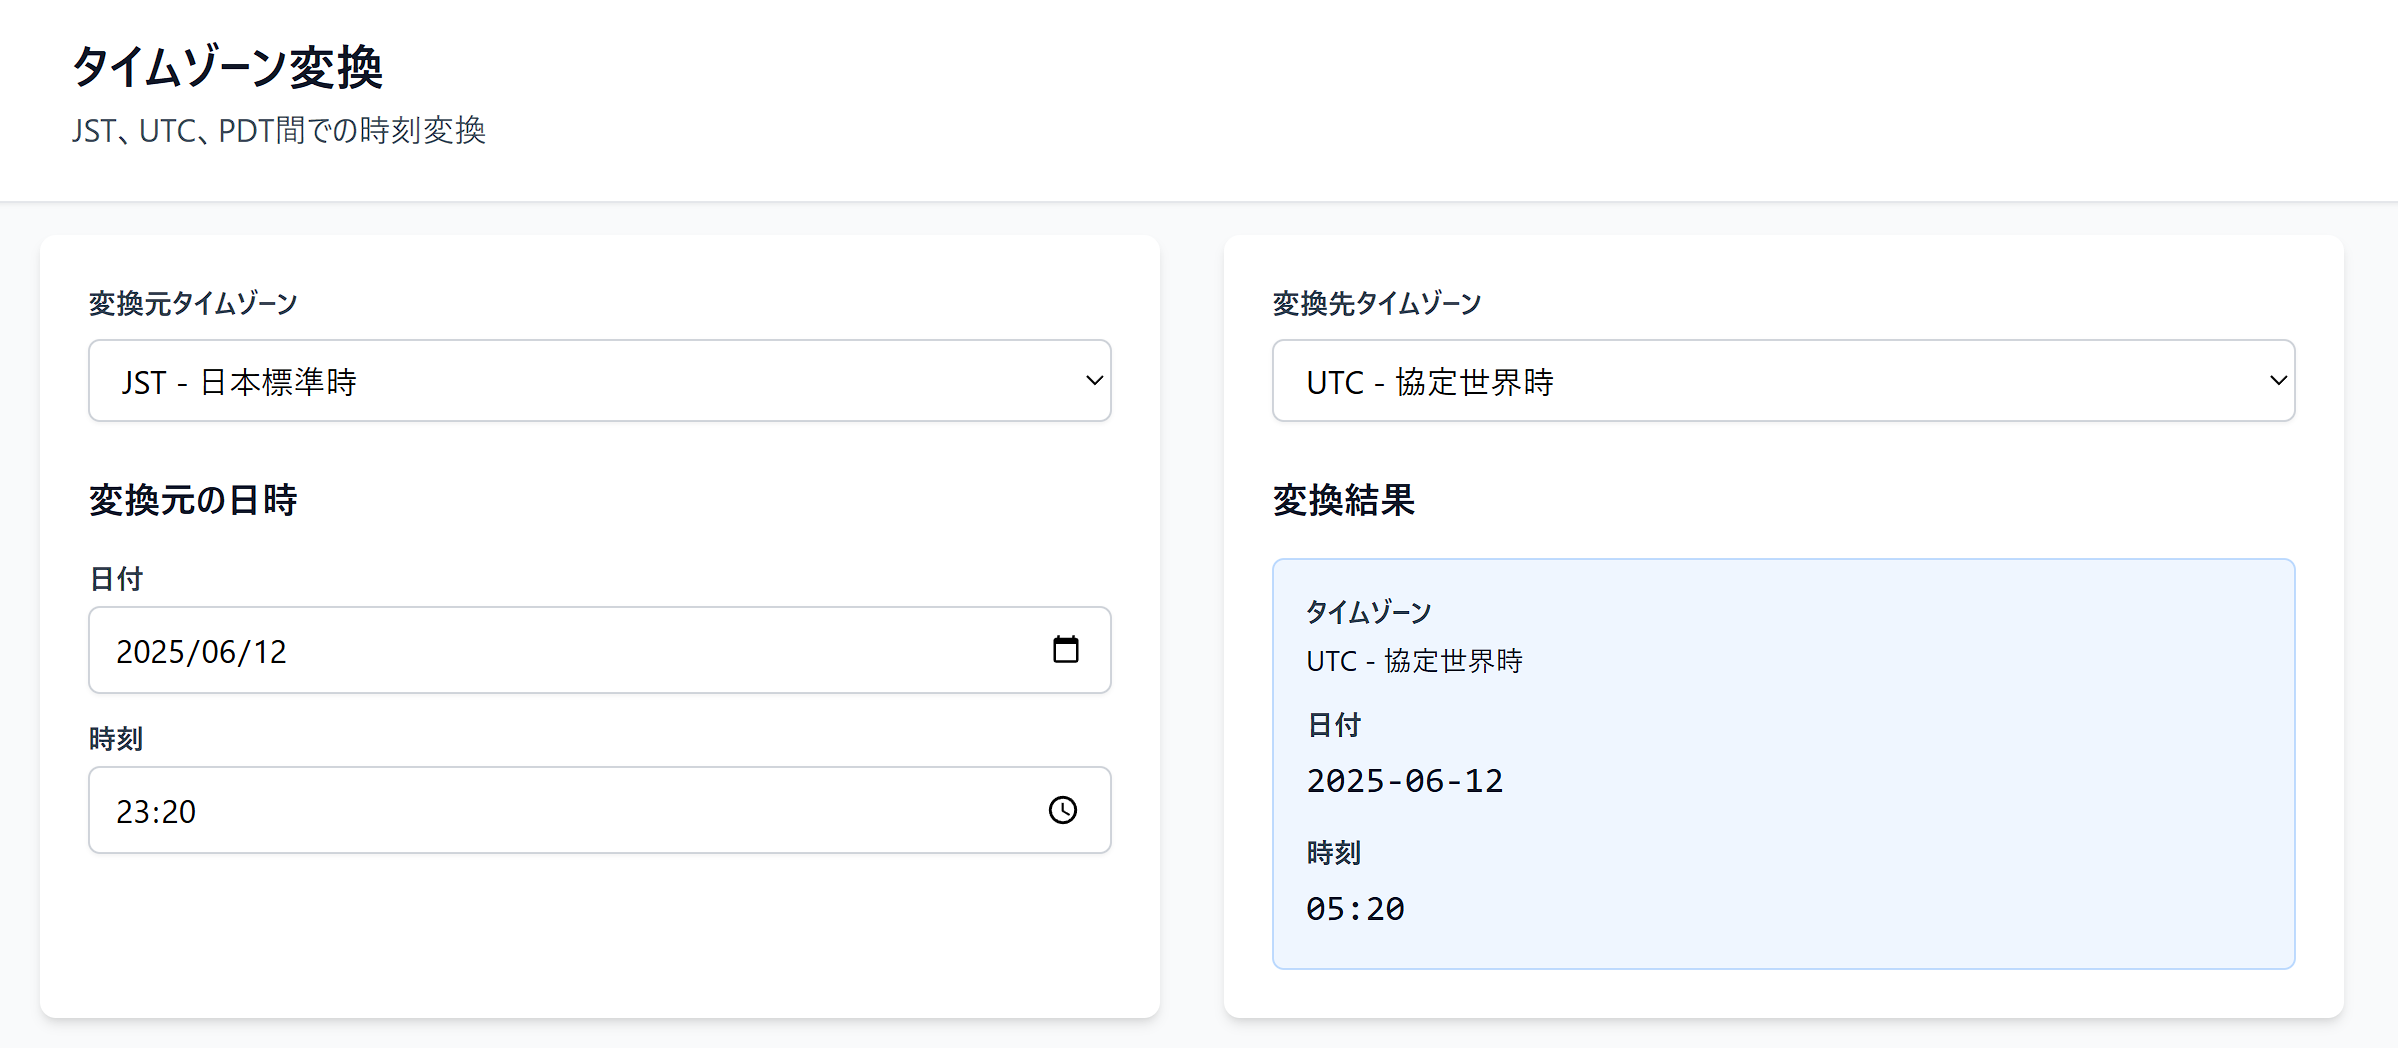 タイムゾーン変換
JST、UTC、PDT間での時刻変換
変換元タイムゾーン
JST - 日本標準時
変換元の日時
日付
2025/06/12
時刻
23:20
変換先タイムゾーン
UTC - 協定世界時
変換結果
タイムゾーン
UTC - 協定世界時
日付
2025-06-12
時刻
05:20